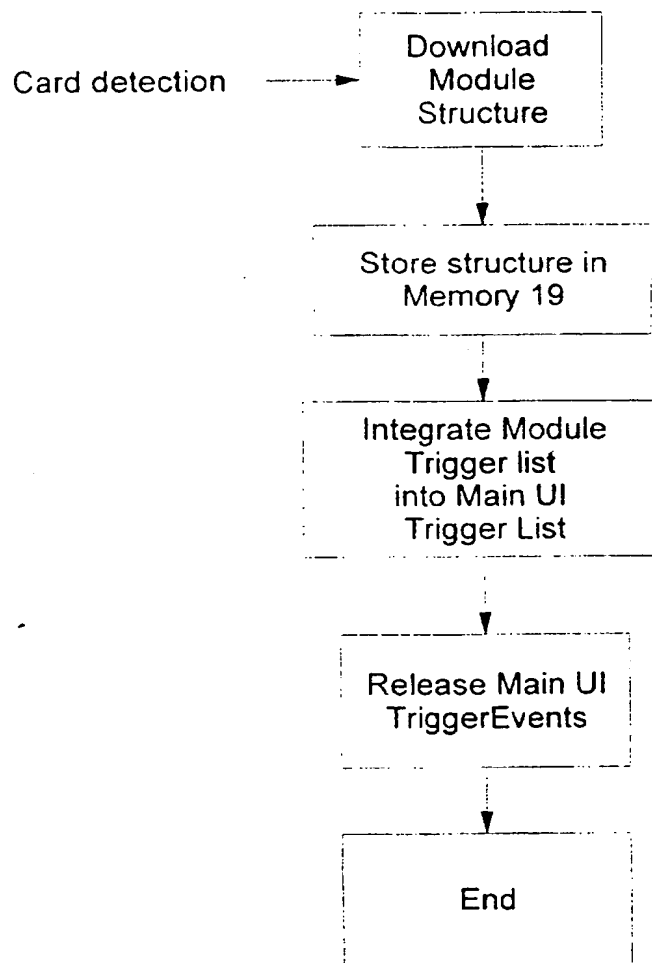 Download
Card detection
Module
Structure
Store structure in
Memory 19
Integrate Module
Trigger list
into Main UI
Trigger List
Release Main UI
TriggerEvents
End